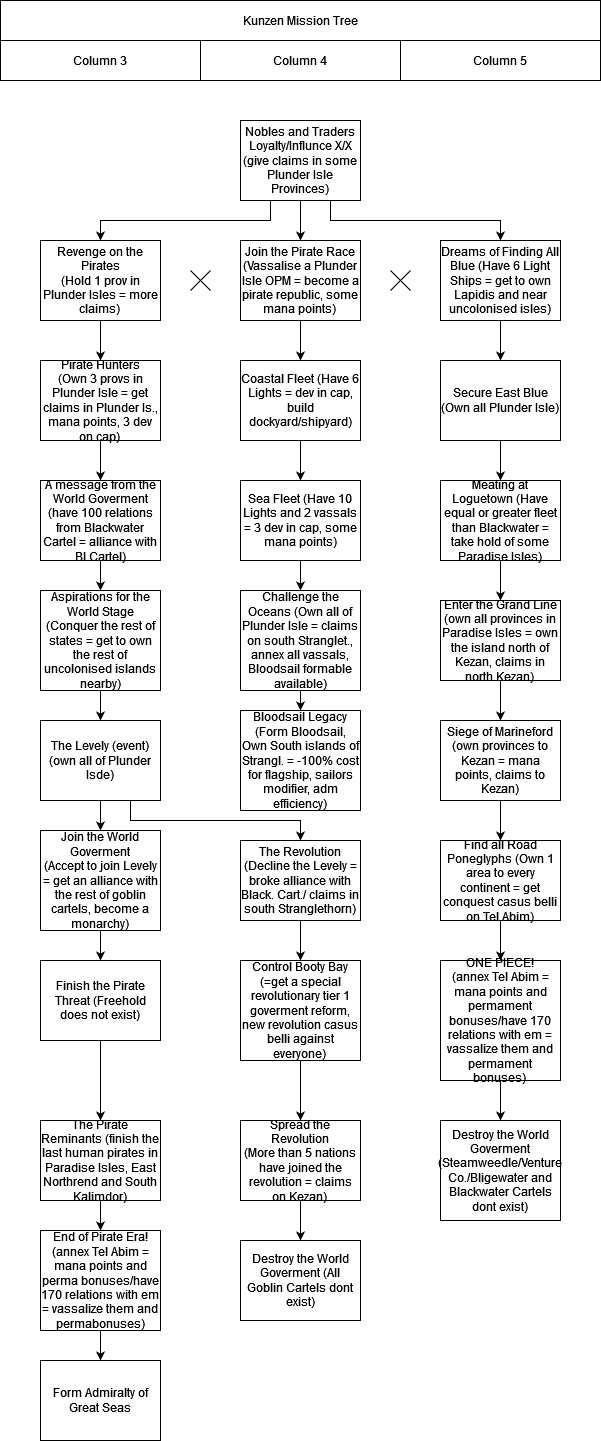 Kunzen Mission Tree
Column 3
Column 4
Column 5
Nobles and Traders
Loyalty/Influnce X/X
(give claims in some
Plunder Isle
Provinces)
Revenge on the
Pirates
(Hold 1 prov in
Plunder Isles = more
claims)
Join the Pirate Race
(Vassalise a Plunder
Isle OPM = become a
pirate republic, some
mana points)
Dreams of Finding All
Blue (Have 6 Light
Ships = get to own
Lapidis and near
uncolonised isles)
Pirate Hunters
(Own 3 provs in
Plunder Isle = get
claims in Plunder Is.,
mana points, 3 dev
on cap)
Coastal Fleet (Have 6
Lights = dev in cap,
build
dockyard/shipyard)
Secure East Blue
(Own all Plunder Isle)
A message from the
World Goverment
(have 100 relations
from Blackwater
Cartel = alliance with
Bl Cartel)
Sea Fleet (Have 10
Lights and 2 vassals
= 3 dev in cap, some
mana points)
Meating at
Loguetown (Have
equal or greater fleet
than Blackwater =
take hold of some
Paradise Isles)
Aspirations for the
World Stage
(Conquer the rest of
states = get to own
the rest of
uncolonised islands
nearby)
Challenge the
Oceans (Own all of
Plunder Isle = claims
on south Stranglet.,
annex all vassals,
Bloodsail formable
available)
Enter the Grand Line
(own all provinces in
Paradise Isles = own
the island north of
Kezan, claims in
north Kezan)
The Levely (event)
(own all of Plunder
Isde)
Bloodsail Legacy
(Form Bloodsail,
Own South islands of
Strangl. = -100% cost
for flagship, sailors
modifier, adm
efficiency)
Siege of Marineford
(own provinces to
Kezan = mana
points, claims to
Kezan)
Join the World
Goverment
(Accept to join Levely
= get an alliance with
the rest of goblin
cartels, become a
monarchy)
The Revolution
(Decline the Levely =
broke alliance with
Black. Cart./ claims in
south Stranglethorn)
Find all Road
Poneglyphs (Own 1
area to every
continent = get
conquest casus belli
on Tel Abim)
Finish the Pirate
Threat (Freehold
does not exist)
Control Booty Bay
(=get a special
revolutionary tier 1
goverment reform,
new revolution casus
belli against
everyone)
ONE PIECE!
(annex Tel Abim =
mana points and
permament
bonuses/have 170
relations with em =
vassalize them and
permament
bonuses)
The Pirate
Reminants (finish the
last human pirates in
Paradise Isles, East
Northrend and South
Kalimdor)
Spread the
Revolution
(More than 5 nations
have joined the
revolution = claims
on Kezan)
Destroy the World
Goverment
(Steamweedle/Venture
Co./Bligewater and
Blackwater Cartels
dont exist)
End of Pirate Era!
(annex Tel Abim =
mana points and
perma bonuses/have
170 relations with em
= vassalize them and
permabonuses)
Destroy the World
Goverment (All
Goblin Cartels dont
exist)
Form Admiralty of
Great Seas